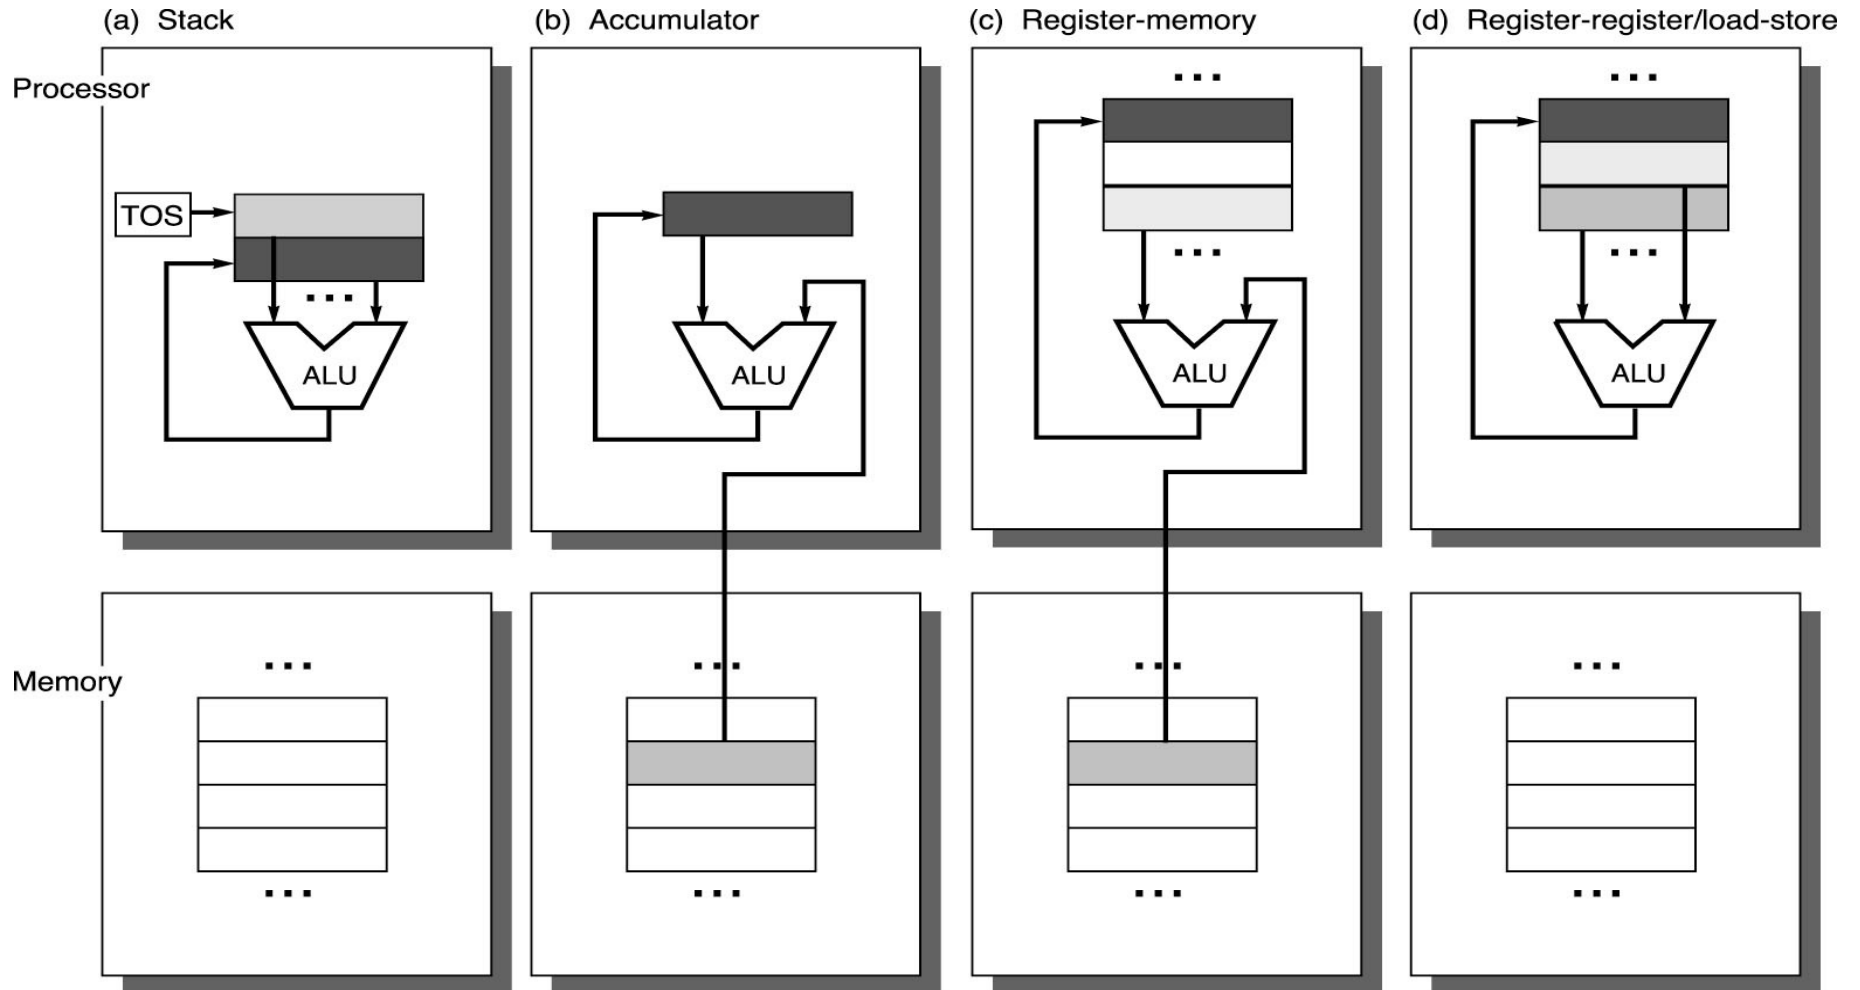 (a) Stack
(b) Accumulator
(c) Register-memory
(d) Register-register/load-store
Processor
TOS
...
ALU
ALU
...
...
ALU
...
...
ALU
Memory
...
...
...
...
...
...
...
...